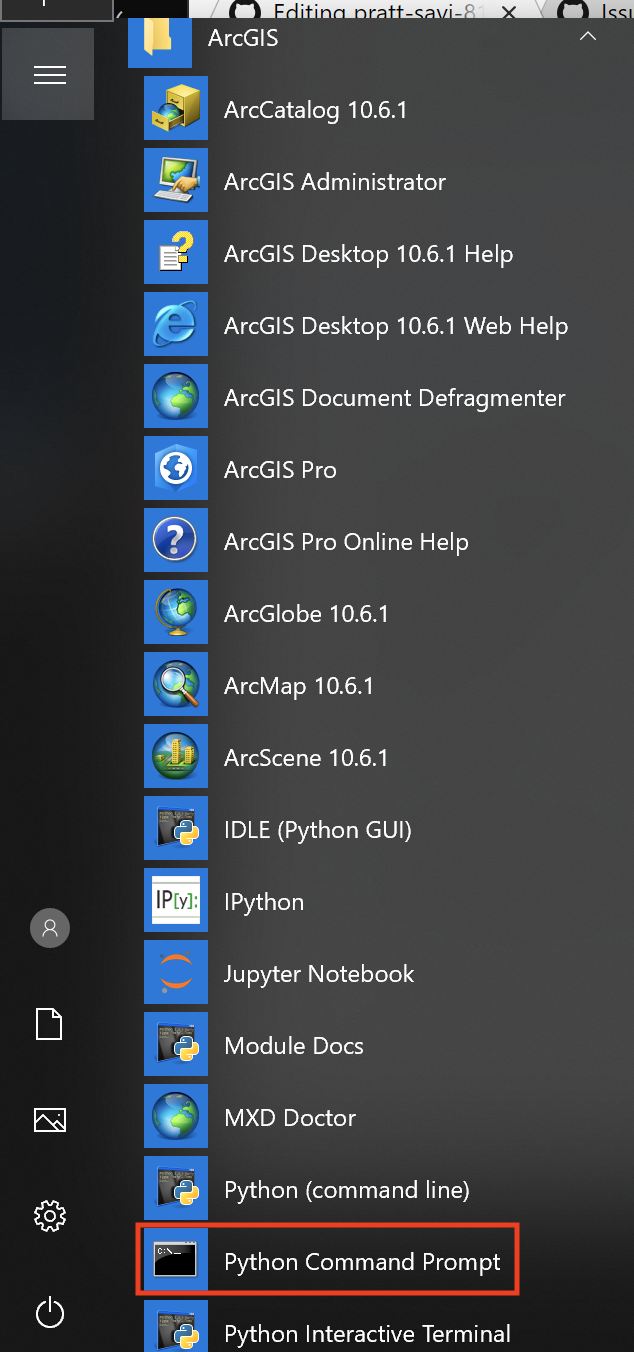 Editing pratt-savi-81
Iss
ArcGIS
ArcCatalog 10.6.1
ArcGIS Administrator
ArcGIS Desktop 10.6.1 Help
ArcGIS Desktop 10.6.1 Web Help
ArcGIS Document Defragmenter
ArcGIS Pro
ArcGIS Pro Online Help
ArcGlobe 10.6.1
ArcMap 10.6.1
ArcScene 10.6.1
IDLE (Python GUI)
IP[y]:
IPython
Jupyter Notebook
Module Docs
MXD Doctor
Python (command line)
C:\_
Python Command Prompt
Python Interactive Terminal